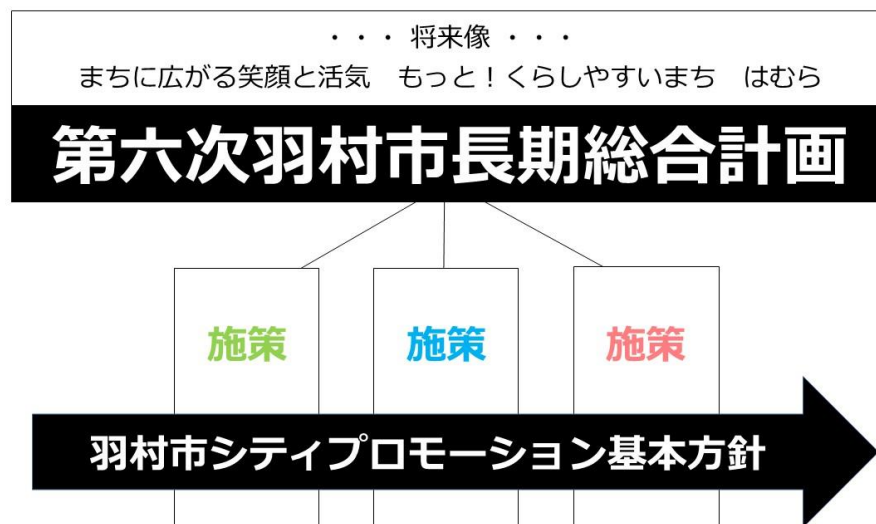 ・・・ 将来像 ・・・
まちに広がる笑顔と活気　もっと！くらしやすいまち　はむら
第六次羽村市長期総合計画
施策
施策
施策
羽村市シティプロモーション基本方針